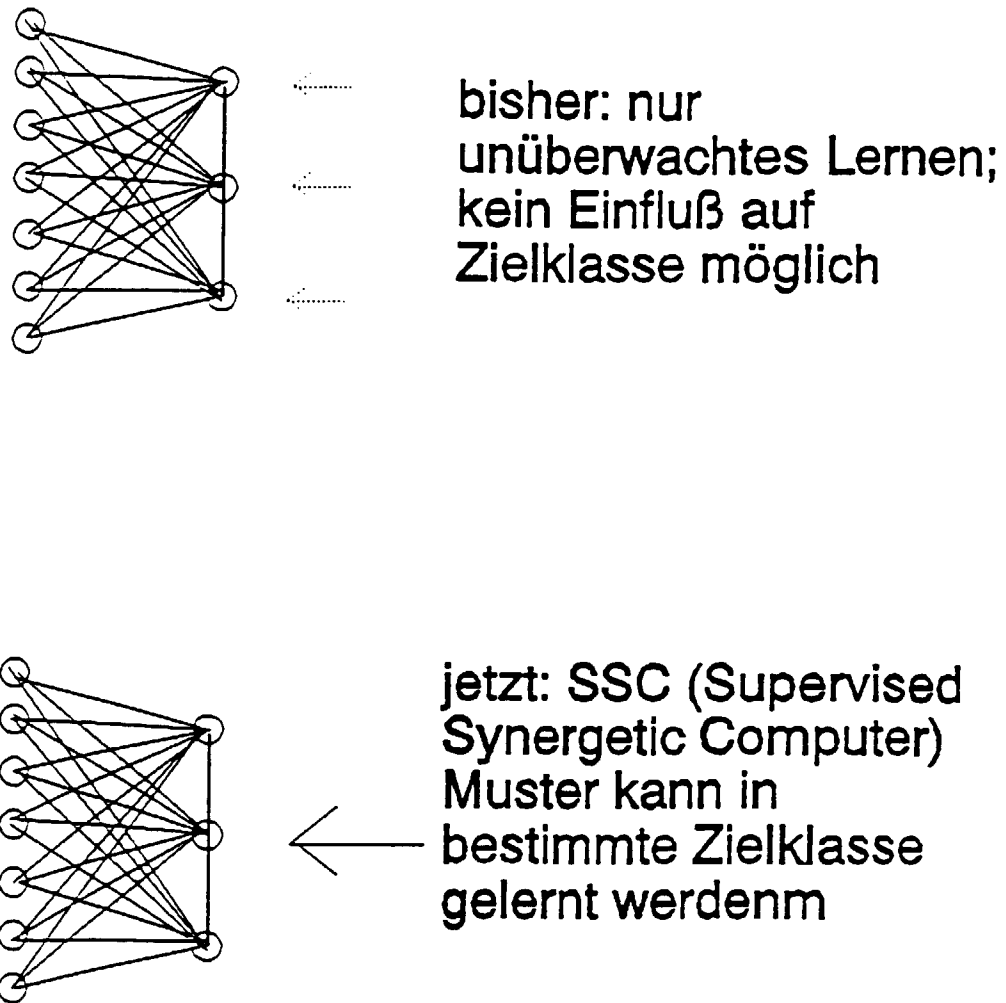 bisher: nur
unüberwachtes Lernen;
kein Einfluß auf
Zielklasse möglich
jetzt: SSC (Supervised
Synergetic Computer)
Muster kann in
bestimmte Zielklasse
gelernt werdenm